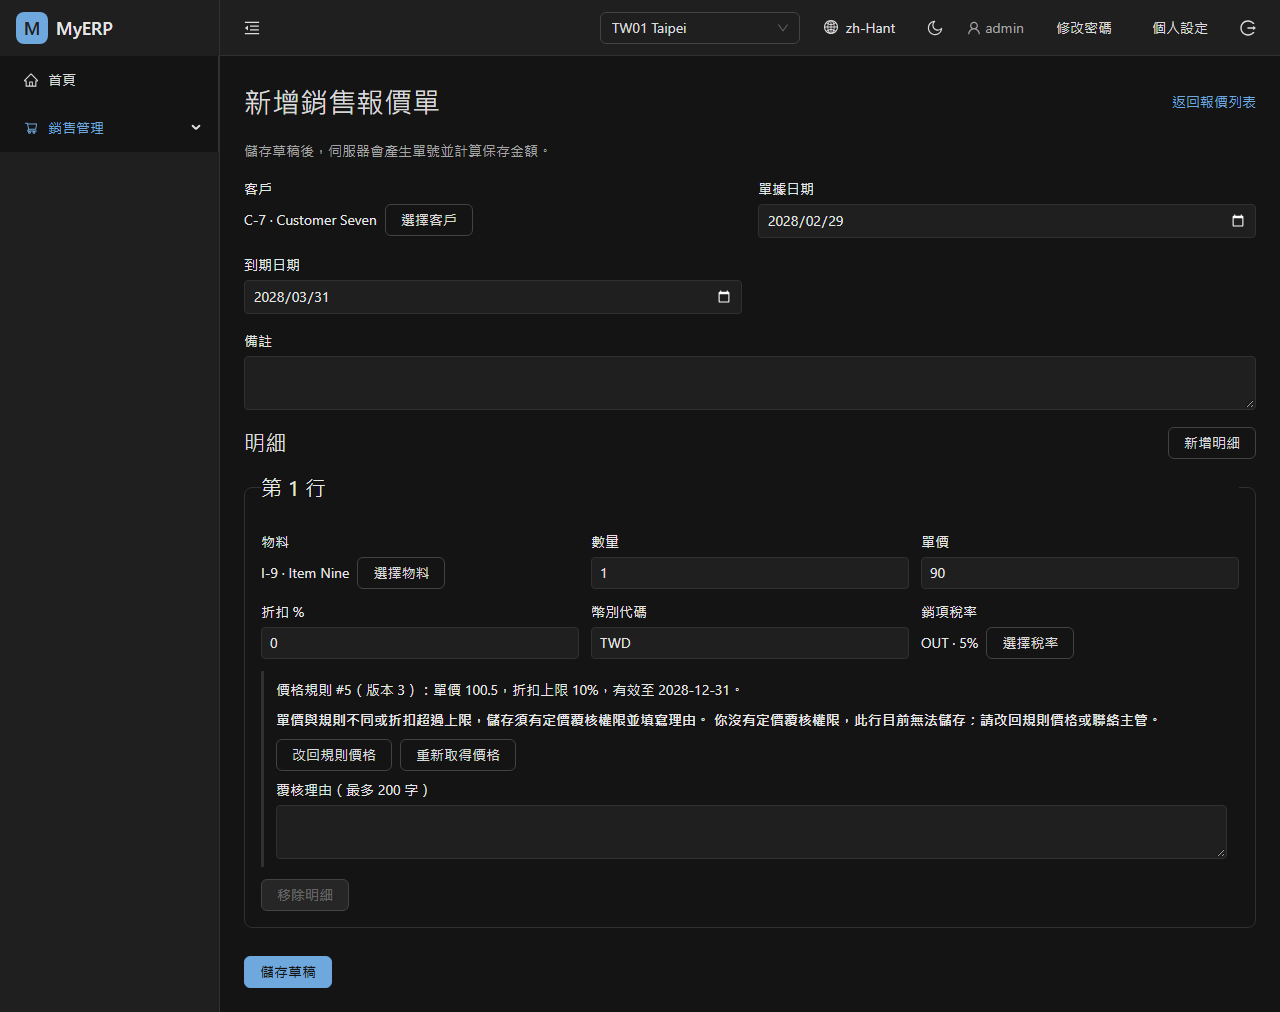 M MyERP
TW01 Taipei
zh-Hant
admin
修改密碼
個人設定
首頁
銷售管理
新增銷售報價單
返回報價列表
儲存草稿後，伺服器會產生單號並計算保存金額。
客戶
單據日期
C-7 · Customer Seven
選擇客戶
2028/02/29
到期日期
2028/03/31
備註
明細
新增明細
第 1 行
物料
數量
單價
I-9 · Item Nine
選擇物料
1
90
折扣 %
幣別代碼
銷項稅率
0
TWD
OUT · 5%
選擇稅率
價格規則 #5（版本 3）：單價 100.5，折扣上限 10%，有效至 2028-12-31。
單價與規則不同或折扣超過上限，儲存須有定價覆核權限並填寫理由。 你沒有定價覆核權限，此行目前無法儲存；請改回規則價格或聯絡主管。
改回規則價格
重新取得價格
覆核理由（最多 200 字）
移除明細
儲存草稿